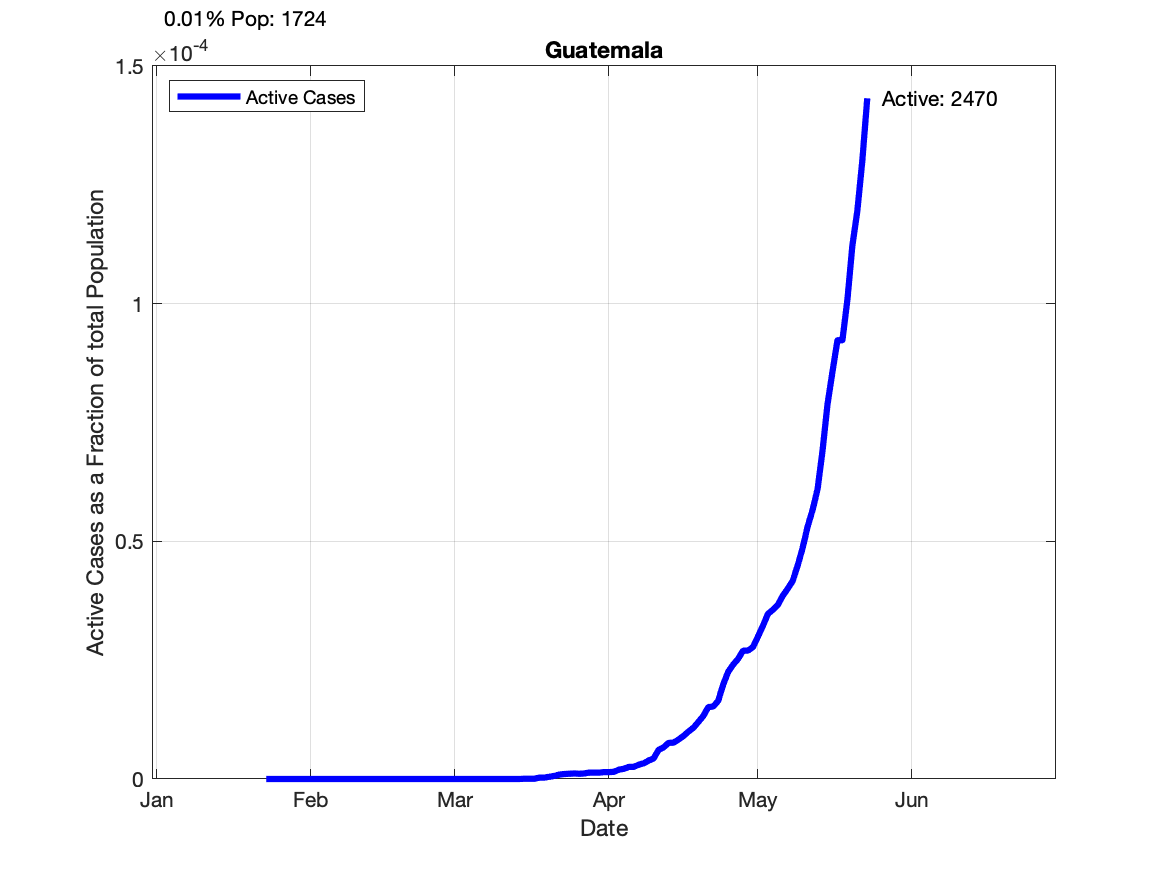 0.01% Pop: 1724
×10-4
Guatemala
1.5
Active Cases
Active: 2470
1
0.5
0
Active Cases as a Fraction of total Population
Jan Feb Mar Apr May Jun
Date